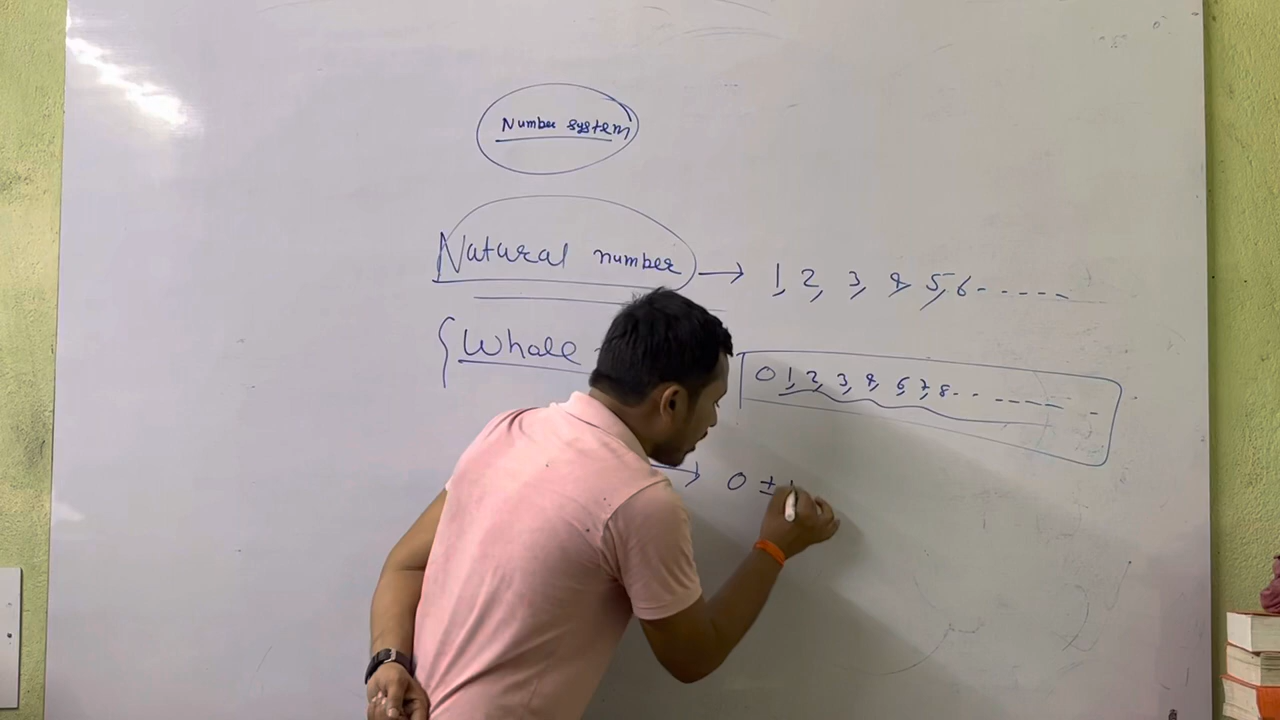 Number system
Natural number → 1, 2, 3, 4, 5, 6 - - - - -
{ Whole 0 1, 2, 3, 4, 6, 7, 8 - - - - - - - -
→ 0 ±